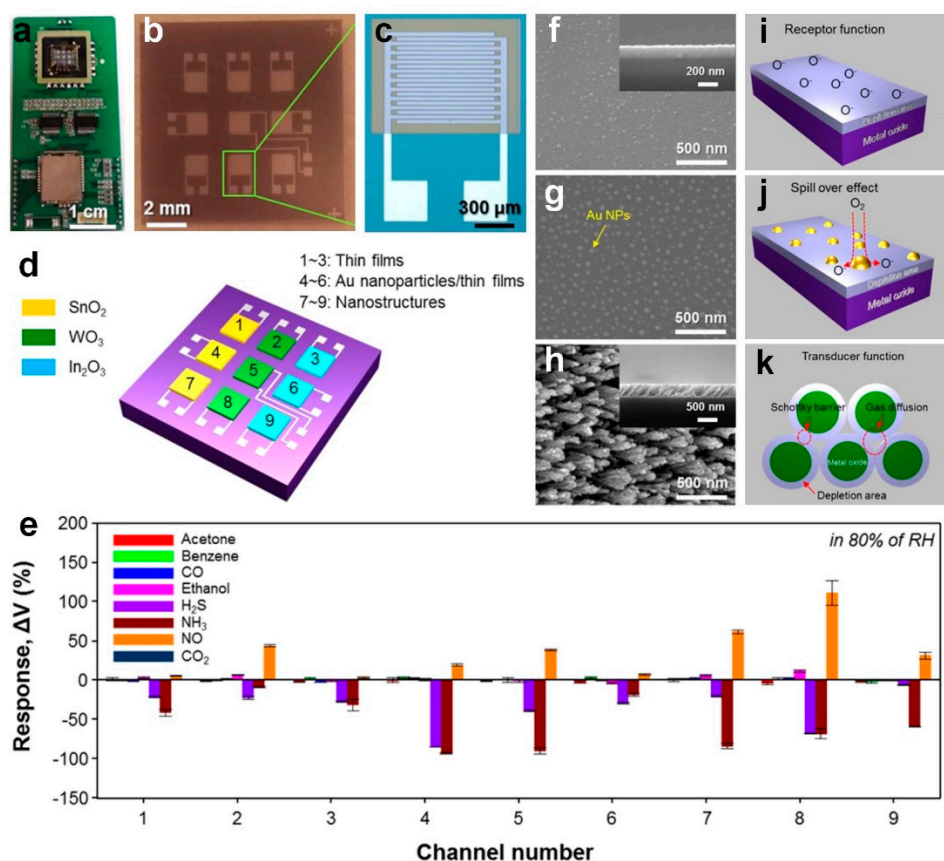 a
1 cm
b
2 mm
c
300 µm
d
1~3: Thin films
4~6: Au nanoparticles/thin films
7~9: Nanostructures
SnO₂
WO₃
In₂O₃
1
2
3
4
5
6
7
8
9
f
200 nm
500 nm
g
Au NPs
500 nm
h
500 nm
500 nm
i
Receptor function
O⁻ O⁻ O⁻ O⁻ O⁻ O⁻ O⁻
Depletion area
Metal oxide
j
Spill over effect
O₂
O⁻ O⁻
Depletion area
Metal oxide
k
Transducer function
Schottky barrier
Gas diffusion
Metal oxide
Depletion area
e
in 80% of RH
Acetone
Benzene
CO
Ethanol
H₂S
NH₃
NO
CO₂
Response, ΔV (%)
200
150
100
50
0
-50
-100
-150
1 2 3 4 5 6 7 8 9
Channel number